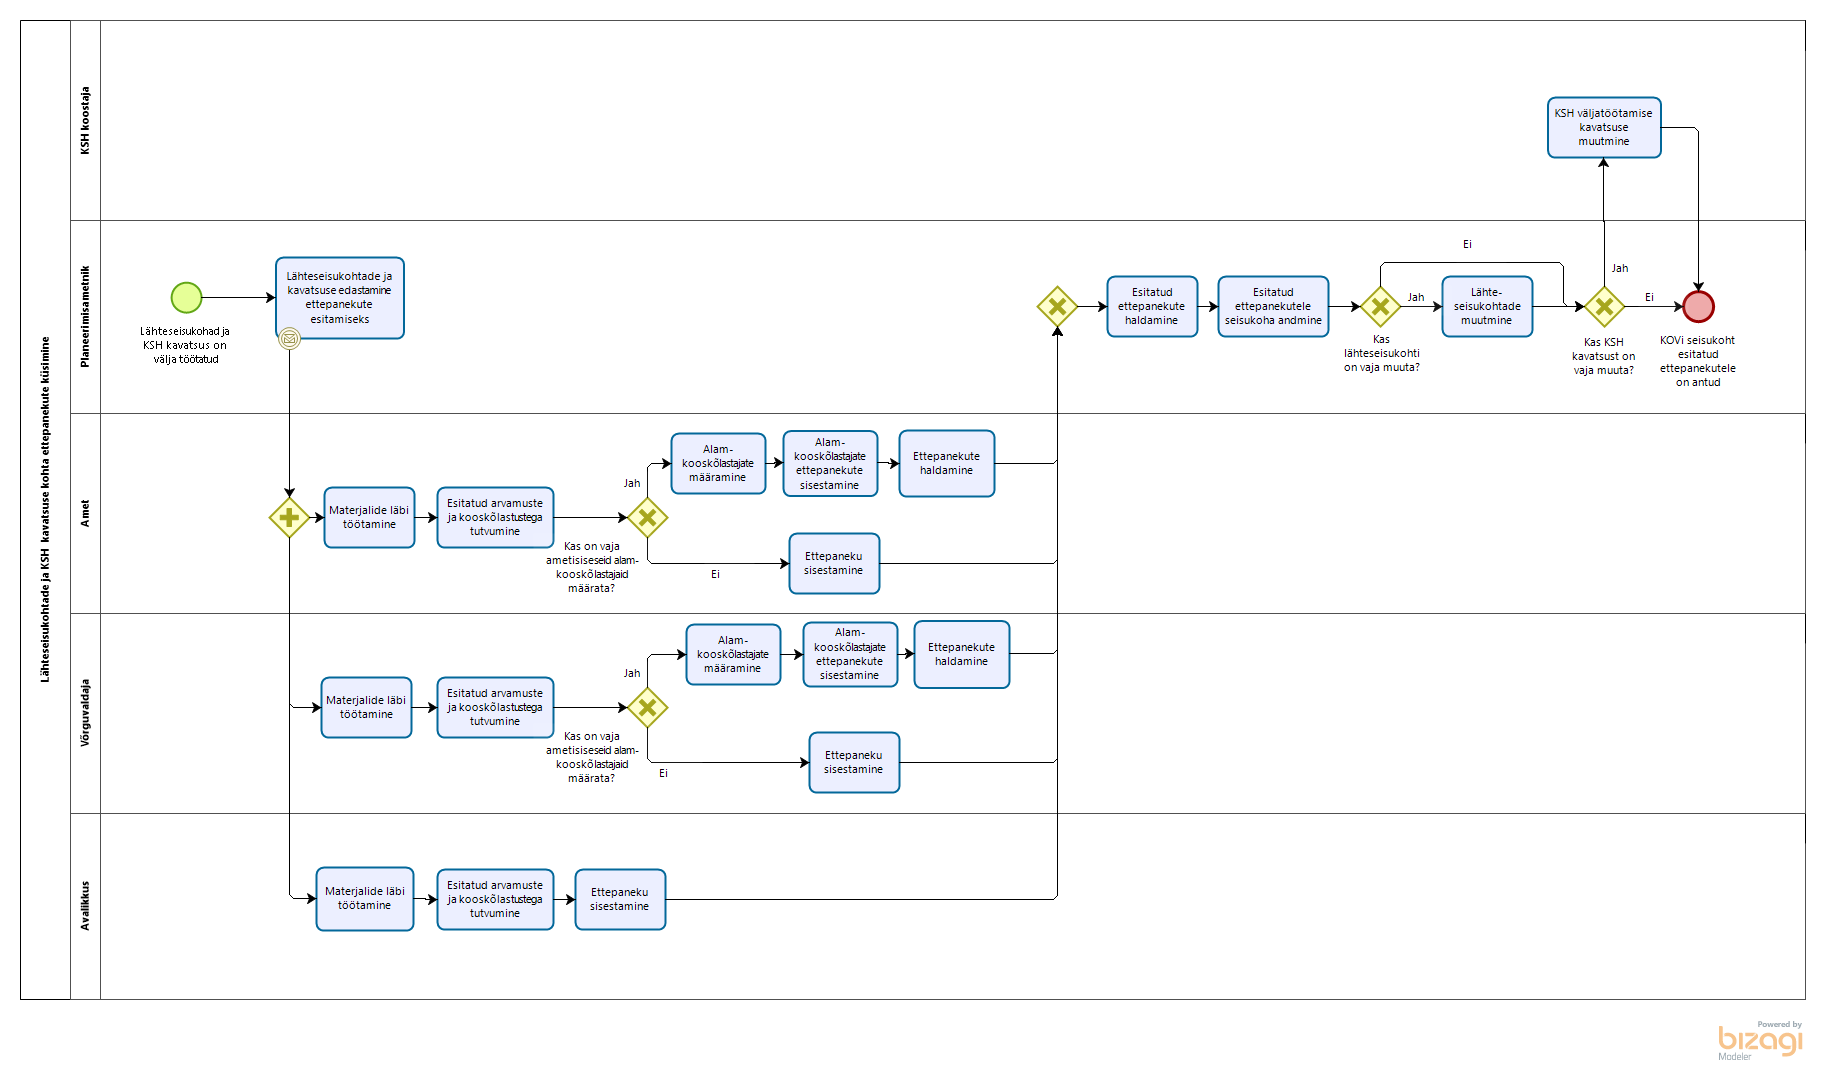 Lähteseisukohtade ja KSH kavatsuse kohta ettepanekute küsimine
KSH koostaja
KSH väljatöötamise
kavatsuse
muutmine
Planeerimisametnik
Lähteseisukohad ja
KSH kavatsus on
välja töötatud
Lähteseisukohtade ja
kavatsuse edastamine
ettepanekute
esitamiseks
Esitatud
ettepanekute
haldamine
Esitatud
ettepanekutele
seisukoha andmine
Kas
lähteseisukohti
on vaja muuta?
Ei
Jah
Lähte-
seisukohtade
muutmine
Kas KSH
kavatsust on
vaja muuta?
Jah
Ei
KOVi seisukoht
esitatud
ettepanekutele
on antud
Amet
Materjalide läbi
töötamine
Esitatud arvamuste
ja kooskõlastustega
tutvumine
Kas on vaja
ametisiseseid alam-
kooskõlastajaid
määrata?
Jah
Alam-
kooskõlastajate
määramine
Alam-
kooskõlastajate
ettepanekute
sisestamine
Ettepanekute
haldamine
Ei
Ettepaneku
sisestamine
Võrguvaldaja
Materjalide läbi
töötamine
Esitatud arvamuste
ja kooskõlastustega
tutvumine
Kas on vaja
ametisiseseid alam-
kooskõlastajaid
määrata?
Jah
Alam-
kooskõlastajate
määramine
Alam-
kooskõlastajate
ettepanekute
sisestamine
Ettepanekute
haldamine
Ei
Ettepaneku
sisestamine
Avalikkus
Materjalide läbi
töötamine
Esitatud arvamuste
ja kooskõlastustega
tutvumine
Ettepaneku
sisestamine
Powered by
bizagi
Modeler